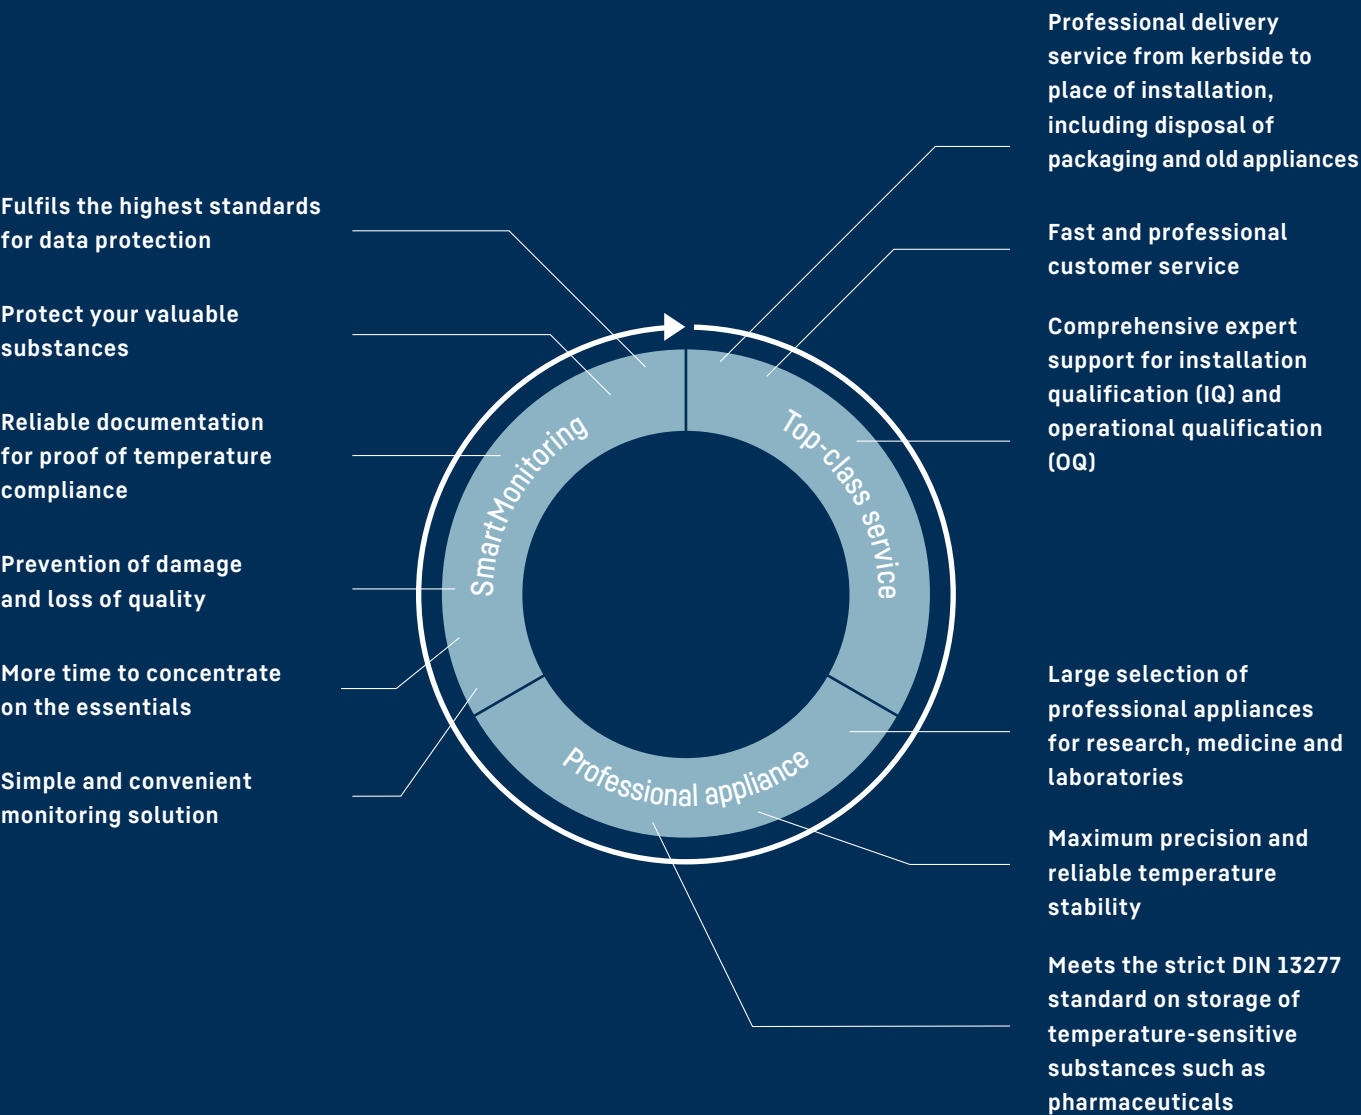 Fulfils the highest standards
for data protection
Protect your valuable
substances
Reliable documentation
for proof of temperature
compliance
Prevention of damage
and loss of quality
More time to concentrate
on the essentials
Simple and convenient
monitoring solution
SmartMonitoring
Top-class service
Professional appliance
Professional delivery
service from kerbside to
place of installation,
including disposal of
packaging and old appliances
Fast and professional
customer service
Comprehensive expert
support for installation
qualification (IQ) and
operational qualification
(OQ)
Large selection of
professional appliances
for research, medicine and
laboratories
Maximum precision and
reliable temperature
stability
Meets the strict DIN 13277
standard on storage of
temperature-sensitive
substances such as
pharmaceuticals